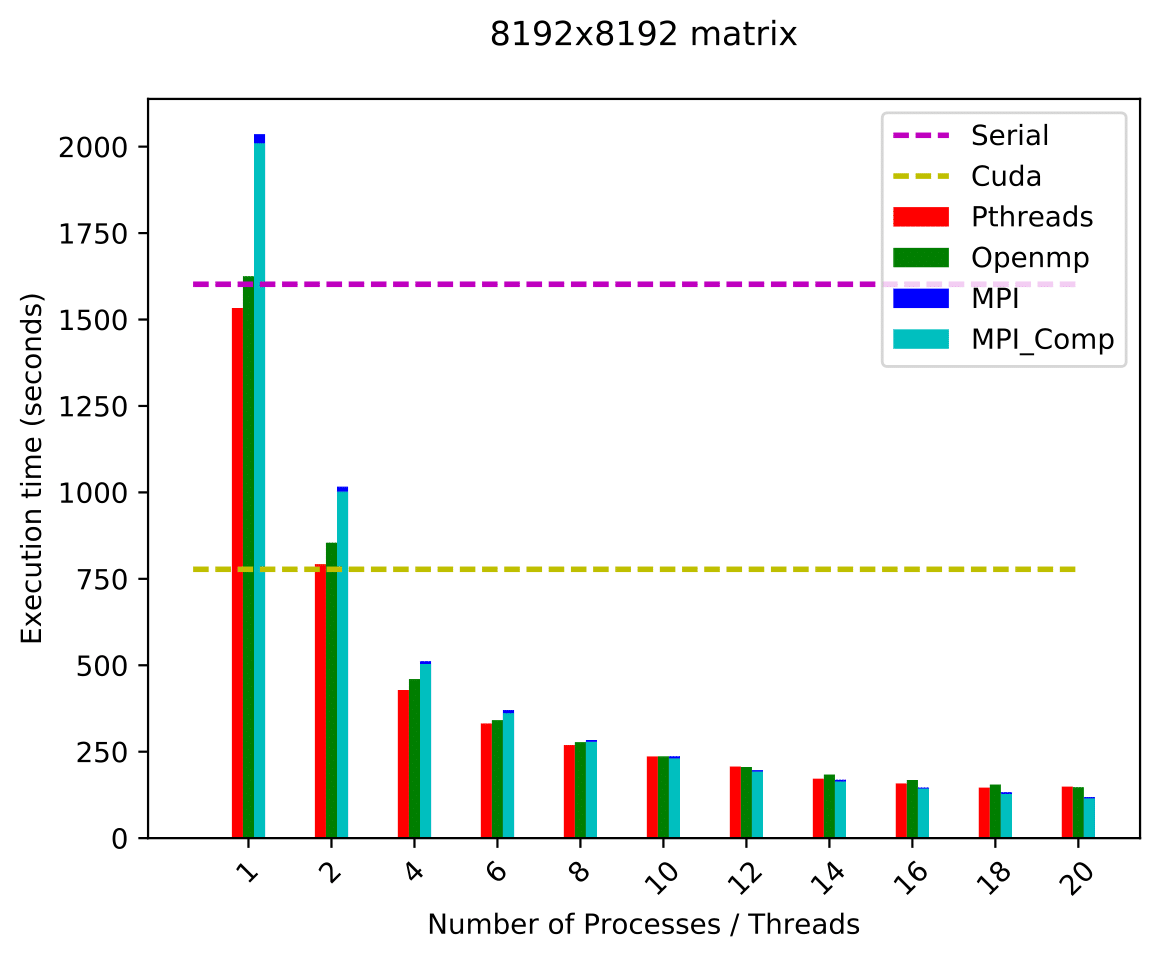 8192x8192 matrix
Execution time (seconds)
2000
1750
1500
1250
1000
750
500
250
0
Serial
Cuda
Pthreads
Openmp
MPI
MPI_Comp
1 2 4 6 8 10 12 14 16 18 20
Number of Processes / Threads